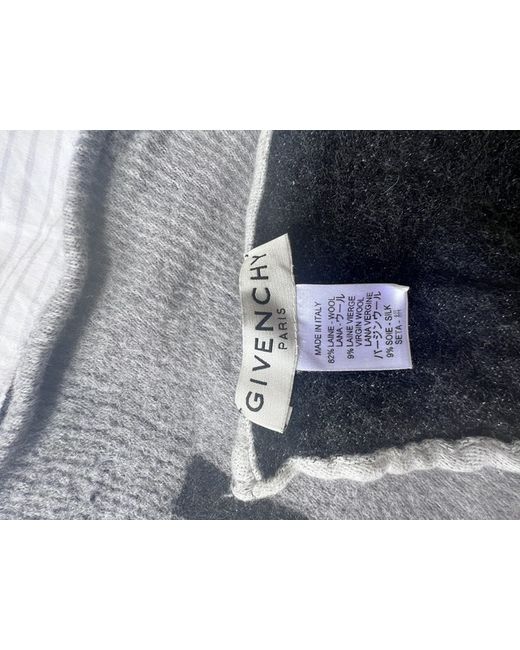 GIVENCHY
PARIS
MADE IN ITALY
82% LAINE - WOOL
LANA - ウール
9% LAINE VIERGE
VIRGIN WOOL
LANA VERGINE
バージンウール
9% SOIE - SILK
SETA - 絹